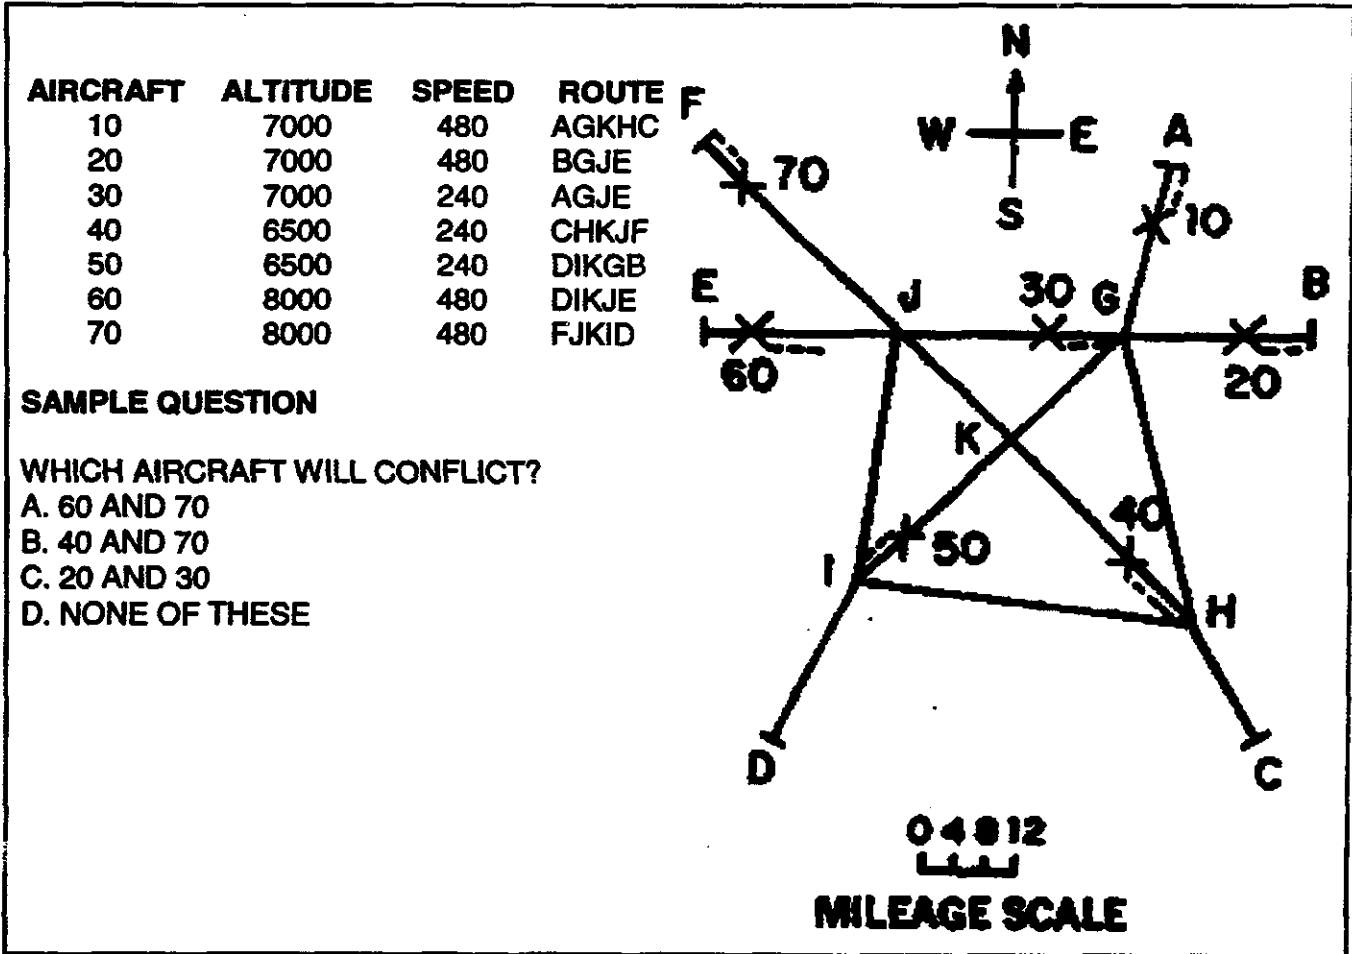 AIRCRAFT ALTITUDE SPEED ROUTE
10 7000 480 AGKHC
20 7000 480 BGJE
30 7000 240 AGJE
40 6500 240 CHKJF
50 6500 240 DIKGB
60 8000 480 DIKJE
70 8000 480 FJKID
SAMPLE QUESTION
WHICH AIRCRAFT WILL CONFLICT?
A. 60 AND 70
B. 40 AND 70
C. 20 AND 30
D. NONE OF THESE
N
F
W E
A
70
S
10
E
J
30
G
B
60
20
K
40
50
I
H
D
C
0 4 8 12
MILEAGE SCALE